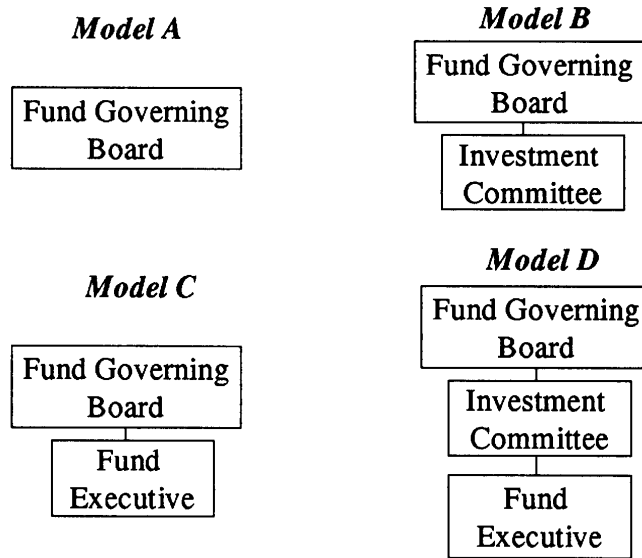 Model A
Fund Governing
Board
Model B
Fund Governing
Board
Investment
Committee
Model C
Fund Governing
Board
Fund
Executive
Model D
Fund Governing
Board
Investment
Committee
Fund
Executive